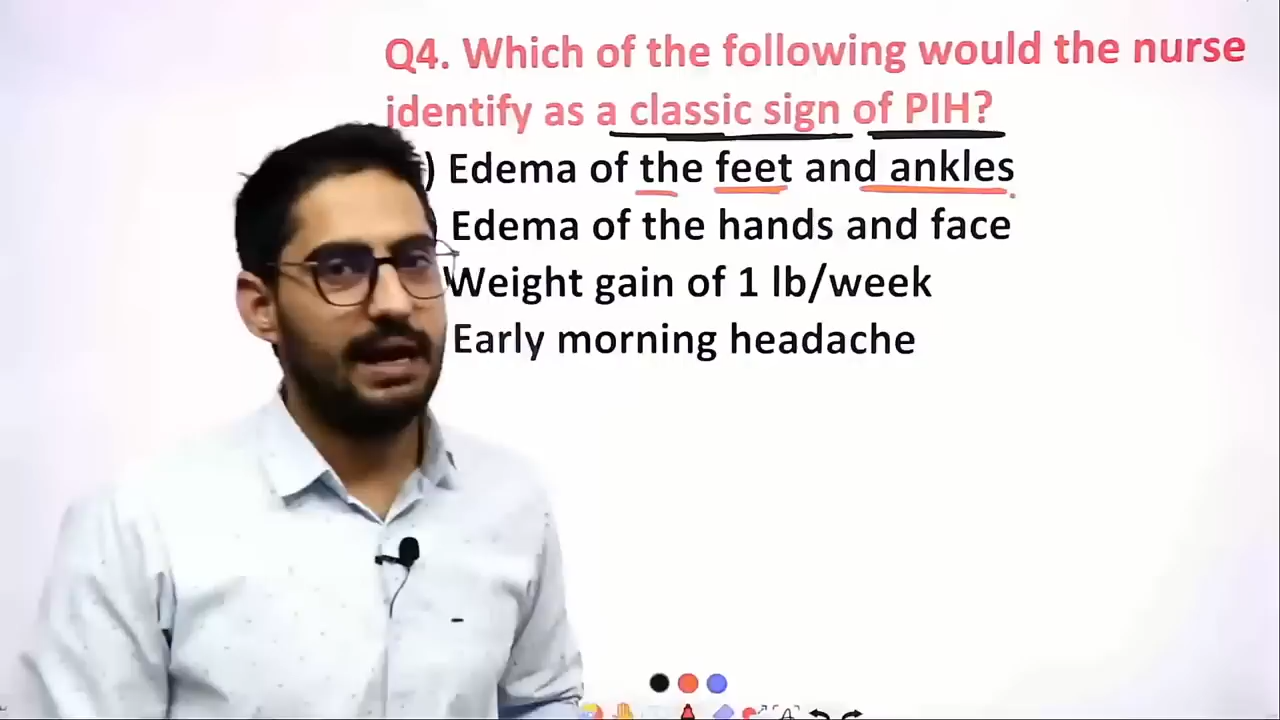 Q4. Which of the following would the nurse
identify as a classic sign of PIH?
) Edema of the feet and ankles
) Edema of the hands and face
Weight gain of 1 lb/week
Early morning headache